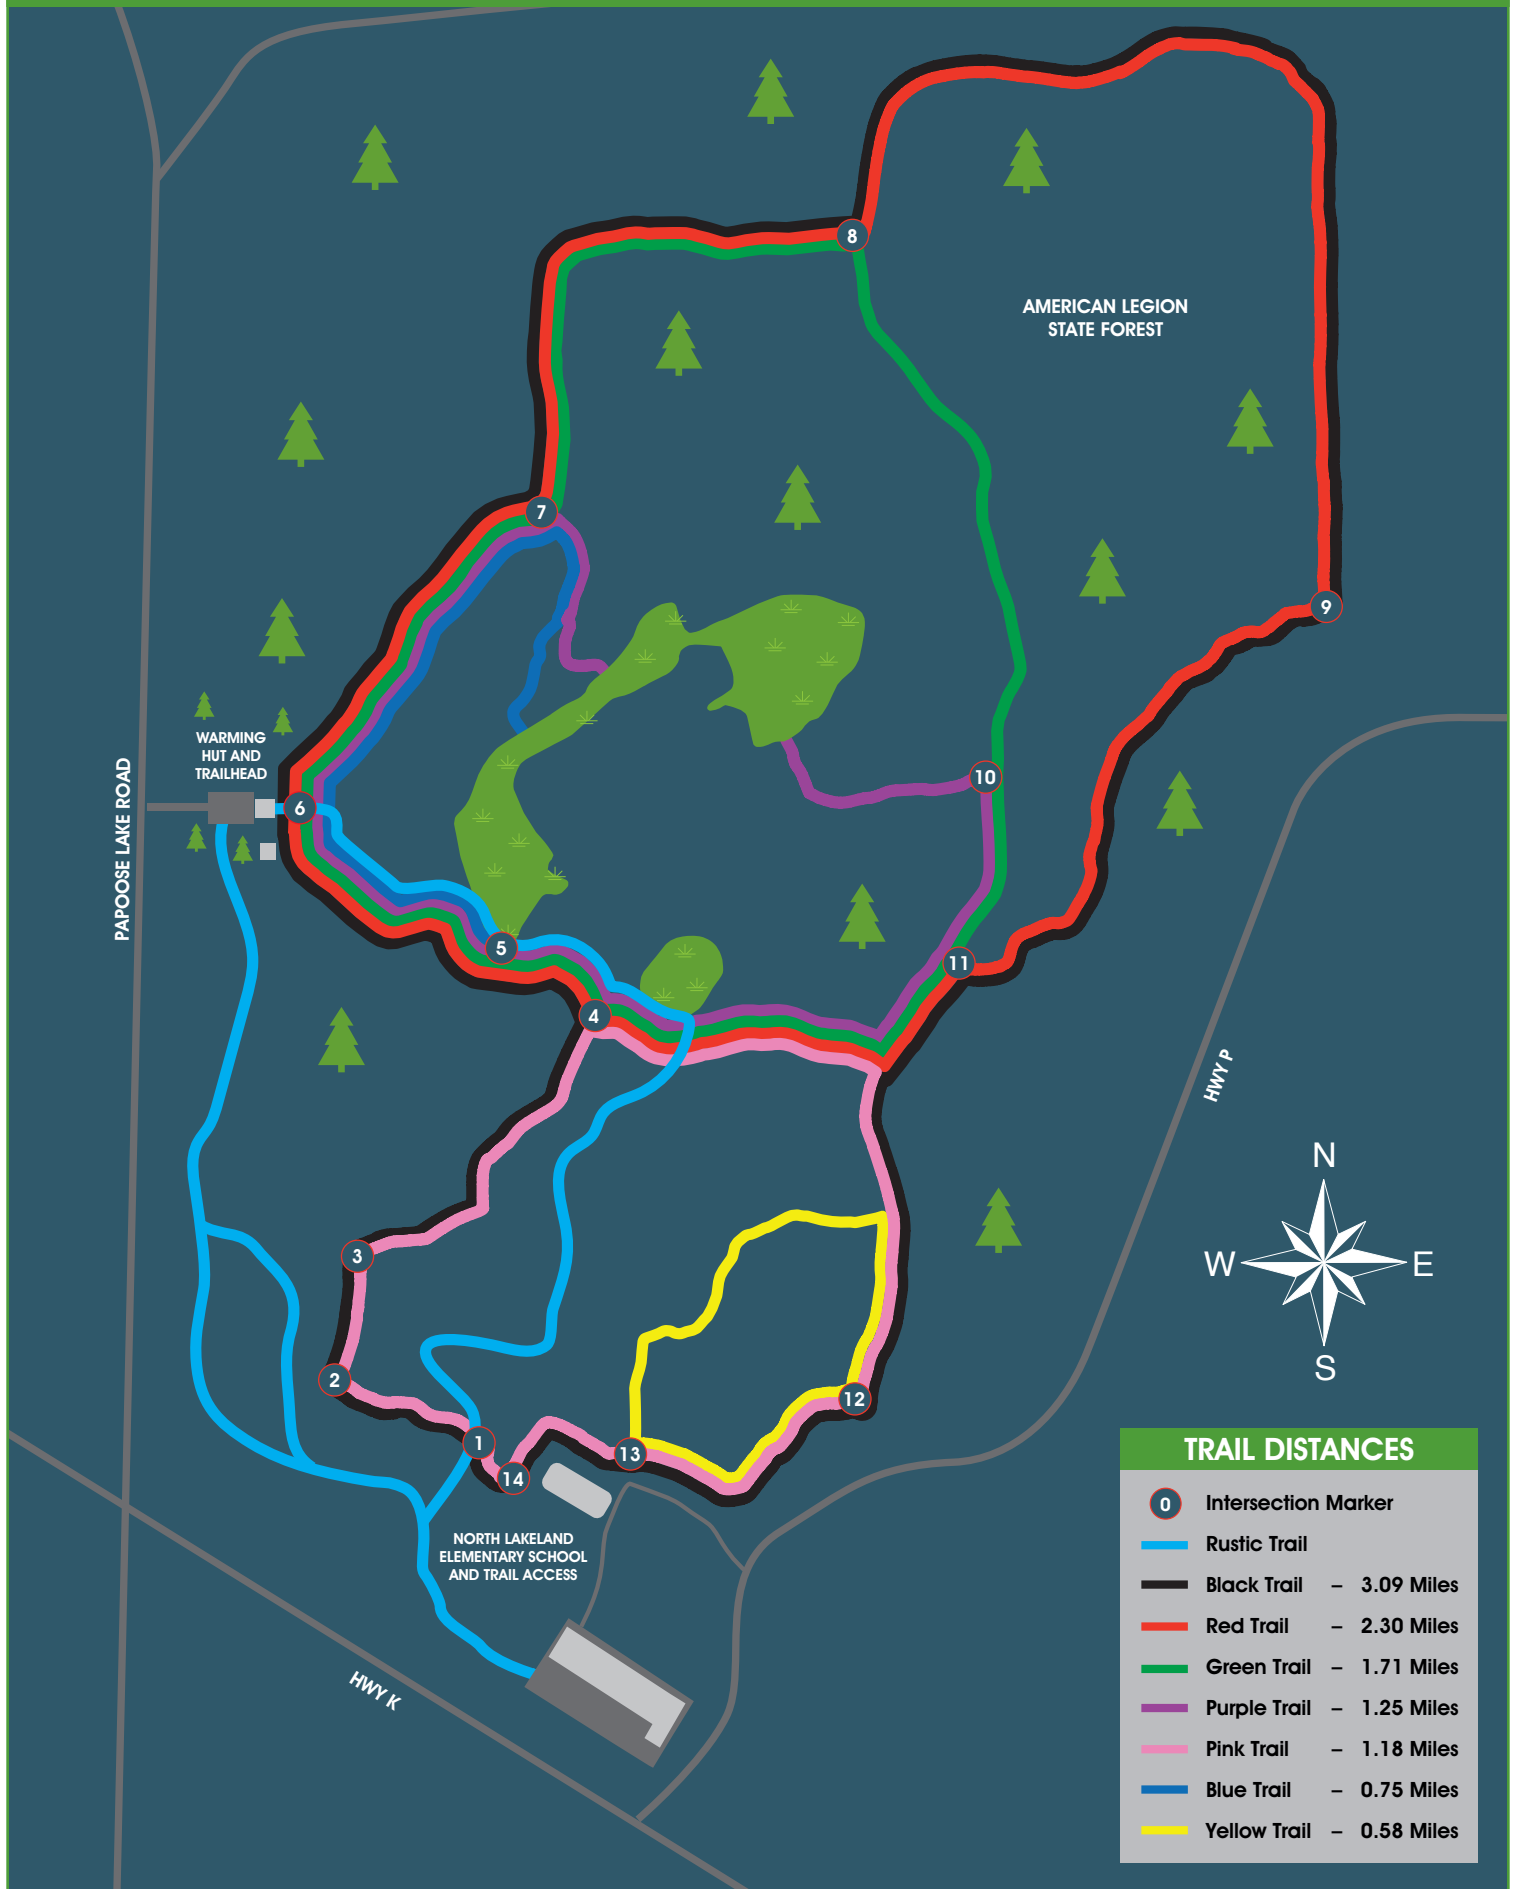 8
AMERICAN LEGION
STATE FOREST
7
9
WARMING
HUT AND
TRAILHEAD
PAPOOSE LAKE ROAD
6
10
5
11
4
HWY P
N
W
E
S
3
2
12
1
13
14
NORTH LAKELAND
ELEMENTARY SCHOOL
AND TRAIL ACCESS
HWY K
TRAIL DISTANCES
0 Intersection Marker
Rustic Trail
Black Trail – 3.09 Miles
Red Trail – 2.30 Miles
Green Trail – 1.71 Miles
Purple Trail – 1.25 Miles
Pink Trail – 1.18 Miles
Blue Trail – 0.75 Miles
Yellow Trail – 0.58 Miles